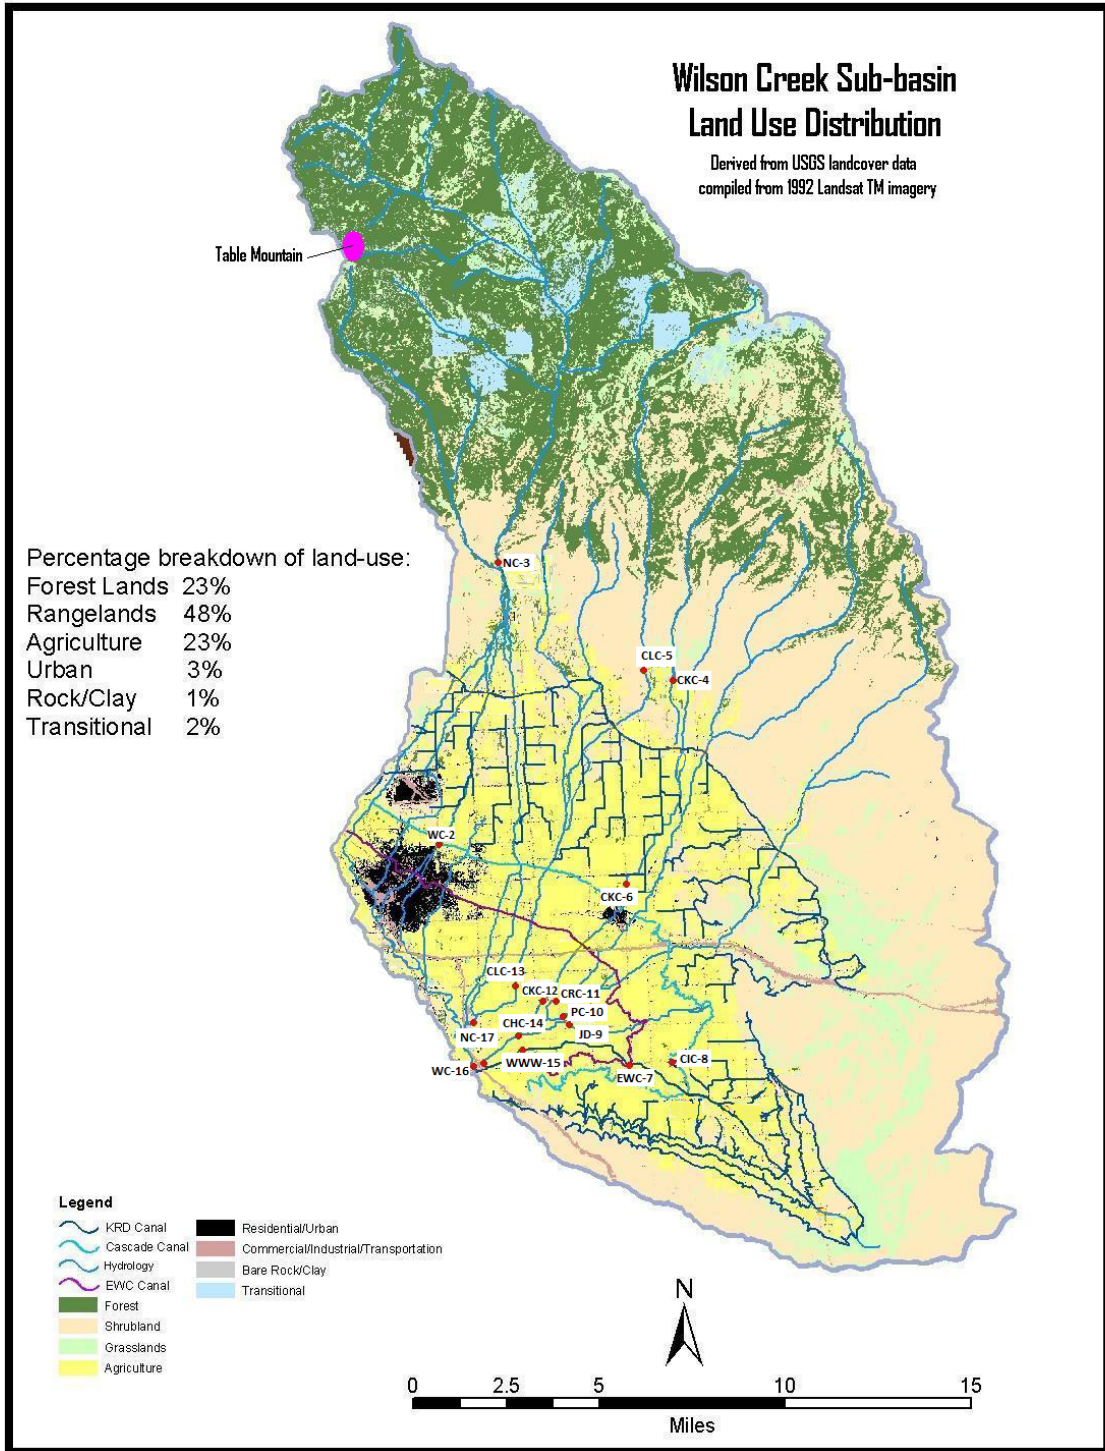 Wilson Creek Sub-basin
Land Use Distribution
Derived from USGS landcover data
compiled from 1992 Landsat TM imagery
Table Mountain
Percentage breakdown of land-use:
Forest Lands 23%
Rangelands 48%
Agriculture 23%
Urban 3%
Rock/Clay 1%
Transitional 2%
NC-3
CLC-5
CKC-4
WC-2
CKC-6
CLC-13
CKC-12
CRC-11
PC-10
CHC-14
JD-9
NC-17
WWW-15
WC-16
EWC-7
CIC-8
Legend
KRD Canal
Cascade Canal
Hydrology
EWC Canal
Forest
Shrubland
Grasslands
Agriculture
Residential/Urban
Commercial/Industrial/Transportation
Bare Rock/Clay
Transitional
N
0 2.5 5 10 15
Miles